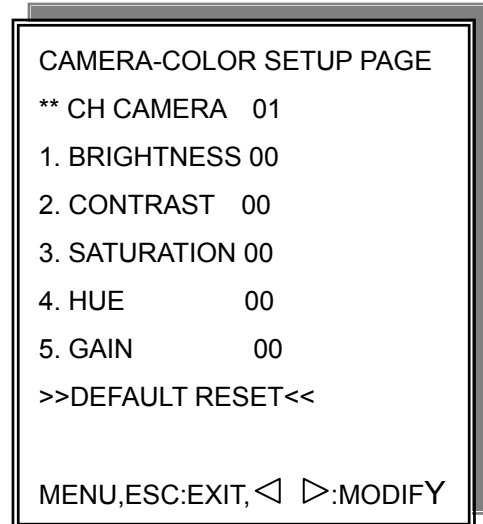 CAMERA-COLOR SETUP PAGE
** CH CAMERA 01
1. BRIGHTNESS 00
2. CONTRAST 00
3. SATURATION 00
4. HUE 00
5. GAIN 00
>>DEFAULT RESET<<
MENU,ESC:EXIT,◁ ▷:MODIFY